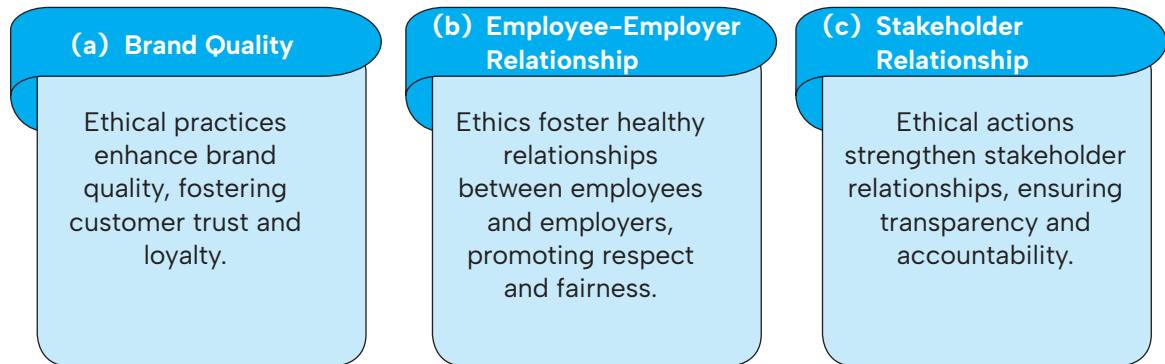 (a) Brand Quality
Ethical practices
enhance brand
quality, fostering
customer trust and
loyalty.
(b) Employee-Employer
Relationship
Ethics foster healthy
relationships
between employees
and employers,
promoting respect
and fairness.
(c) Stakeholder
Relationship
Ethical actions
strengthen stakeholder
relationships, ensuring
transparency and
accountability.